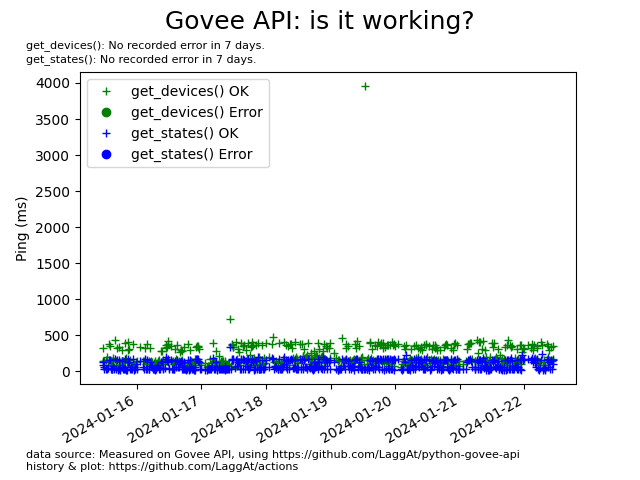 Govee API: is it working?
get_devices(): No recorded error in 7 days.
get_states(): No recorded error in 7 days.
get_devices() OK
get_devices() Error
get_states() OK
get_states() Error
Ping (ms)
4000
3500
3000
2500
2000
1500
1000
500
0
2024-01-16
2024-01-17
2024-01-18
2024-01-19
2024-01-20
2024-01-21
2024-01-22
data source: Measured on Govee API, using https://github.com/LaggAt/python-govee-api
history & plot: https://github.com/LaggAt/actions